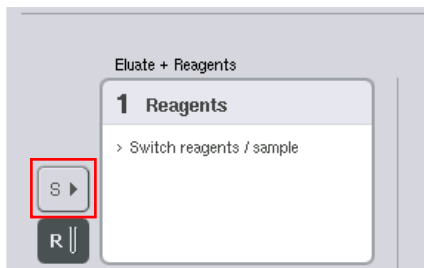 Eluate + Reagents
1 Reagents
> Switch reagents / sample
S
R